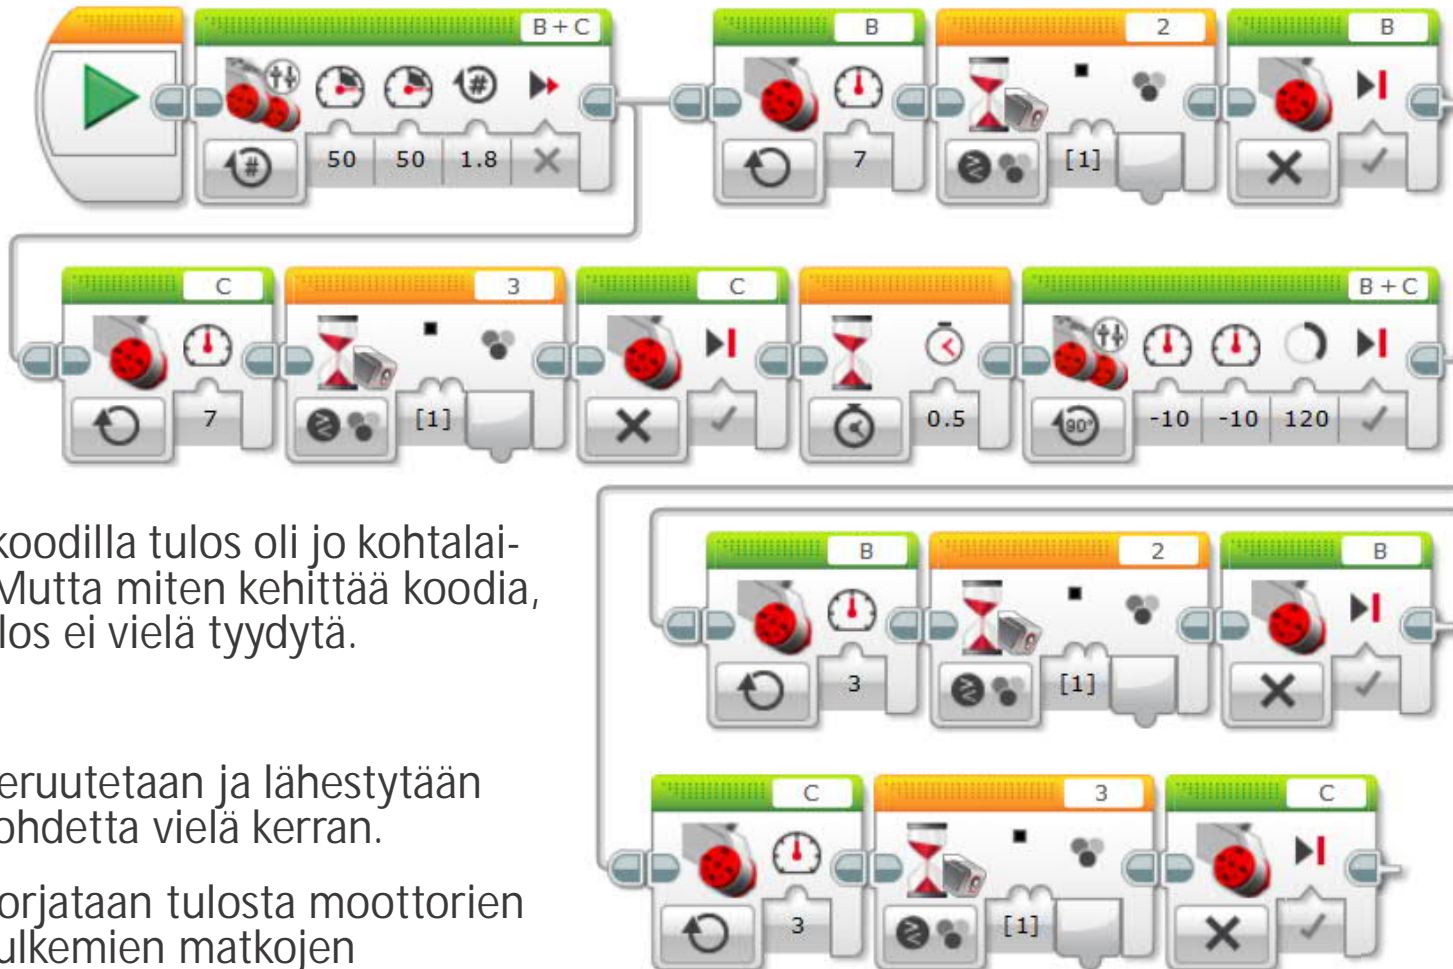 B + C
B
2
B
#
# 50 50 1.8
7
[1]
C
3
C
B + C
7
[1]
0.5
90° -10 -10 120
koodilla tulos oli jo kohtalai-
Mutta miten kehittää koodia,
los ei vielä tyydytä.
B
2
B
3
[1]
eruutetaan ja lähestytään
ohdetta vielä kerran.
C
3
C
orjataan tulosta moottorien
ulkemien matkojen
3
[1]